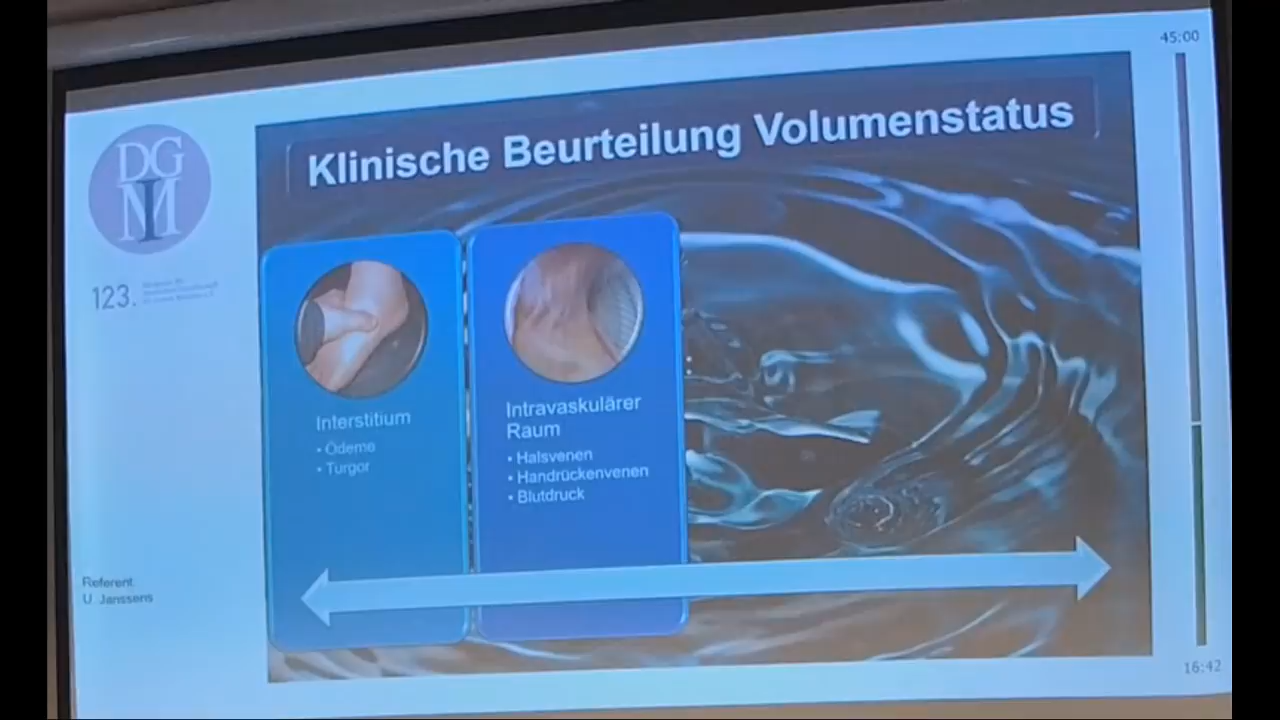 45:00
Klinische Beurteilung Volumenstatus
DGIM
123.
Interstitium
• Ödeme
• Turgor
Intravaskulärer
Raum
• Halsvenen
• Handrückenvenen
• Blutdruck
Referent
U. Janssens
16:42